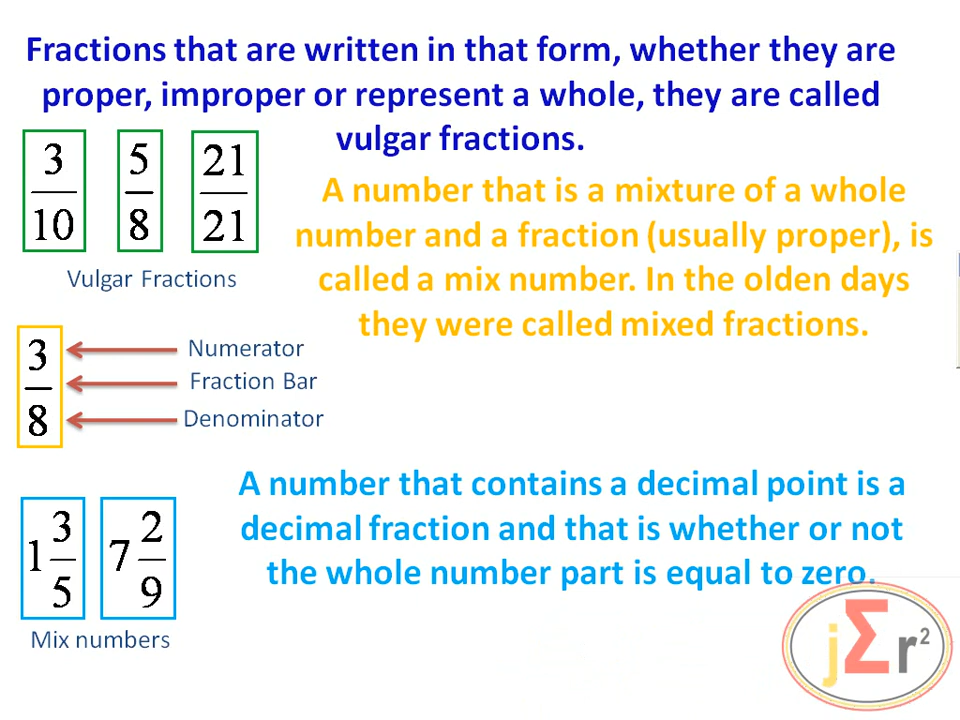 Fractions that are written in that form, whether they are
proper, improper or represent a whole, they are called
vulgar fractions.
3/10 5/8 21/21
Vulgar Fractions
A number that is a mixture of a whole
number and a fraction (usually proper), is
called a mix number. In the olden days
they were called mixed fractions.
3/8
Numerator
Fraction Bar
Denominator
A number that contains a decimal point is a
decimal fraction and that is whether or not
the whole number part is equal to zero.
1 3/5 7 2/9
Mix numbers
jΣr²